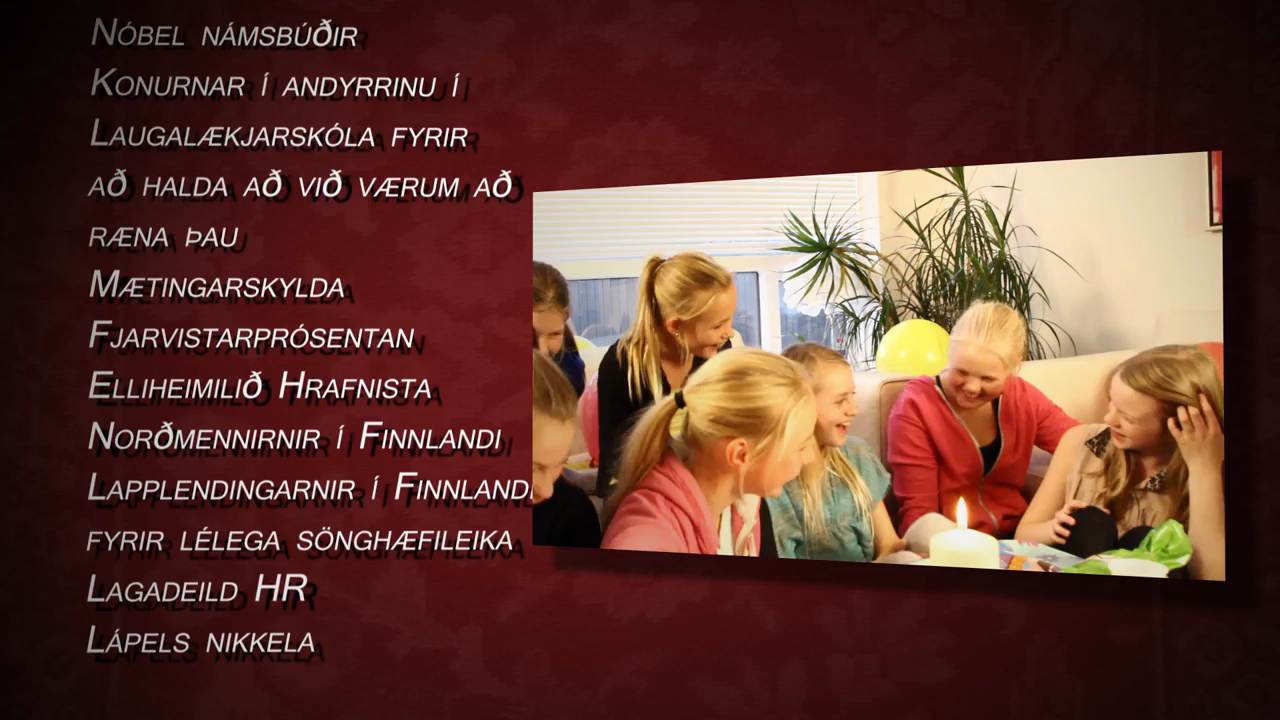 Nóbel námsbúðir
Konurnar í andyrrinu í
Laugalækjarskóla fyrir
að halda að við værum að
ræna þau
Mætingarskylda
Fjarvistarprósentan
Elliheimilið Hrafnista
Norðmennirnir í Finnlandi
Lapplendingarnir í Finnlandi
fyrir lélega sönghæfileika
Lagadeild HR
Lápels nikkela